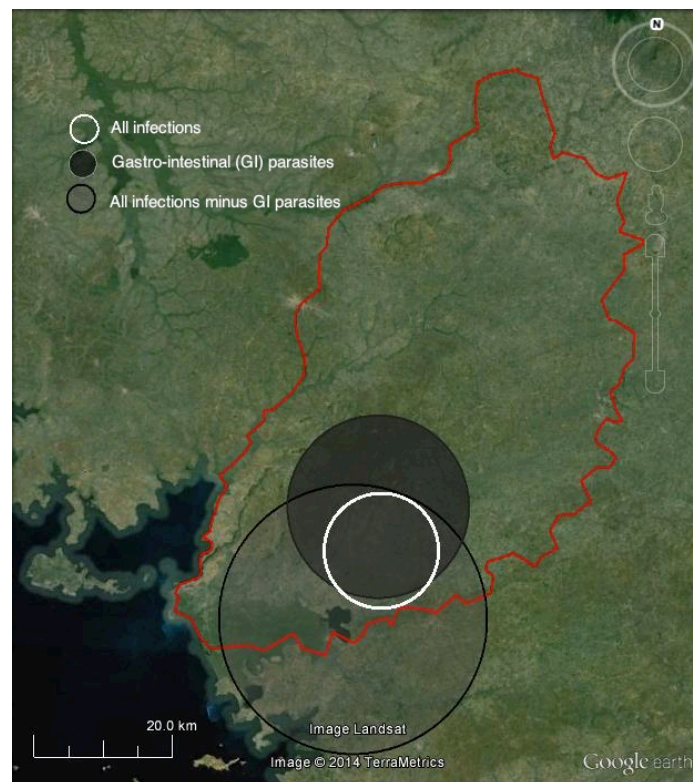 N
All infections
Gastro-intestinal (GI) parasites
All infections minus GI parasites
20.0 km
Image Landsat
Image © 2014 TerraMetrics
Google earth